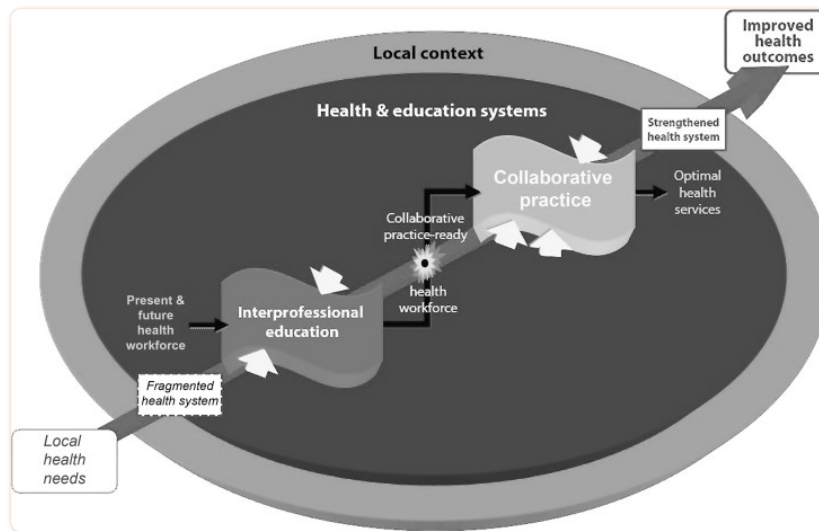 Improved
health
outcomes
Local context
Health & education systems
Strengthened
health system
Collaborative
practice
Optimal
health
services
Collaborative
practice-ready
health
workforce
Present &
future
health
workforce
Interprofessional
education
Fragmented
health system
Local
health
needs